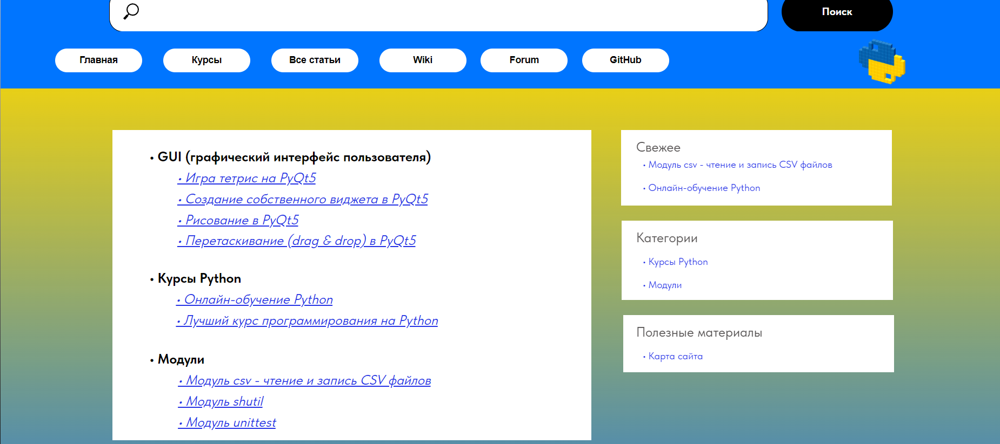 Поиск
Главная
Курсы
Все статьи
Wiki
Forum
GitHub
• GUI (графический интерфейс пользователя)
• Игра тетрис на PyQt5
• Создание собственного виджета в PyQt5
• Рисование в PyQt5
• Перетаскивание (drag & drop) в PyQt5
• Курсы Python
• Онлайн-обучение Python
• Лучший курс программирования на Python
• Модули
• Модуль csv - чтение и запись CSV файлов
• Модуль shutil
• Модуль unittest
Свежее
• Модуль csv - чтение и запись CSV файлов
• Онлайн-обучение Python
Категории
• Курсы Python
• Модули
Полезные материалы
• Карта сайта